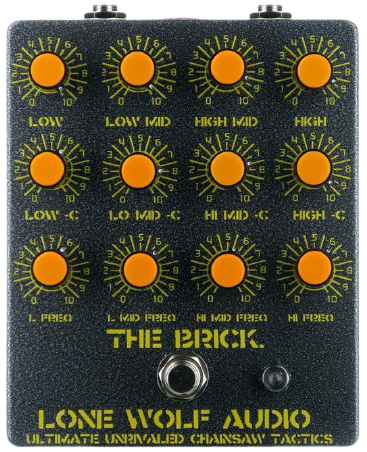 LOW LOW MID HIGH MID HIGH
LOW -C LO MID -C HI MID -C HIGH -C
L FREQ L MID FREQ HI MID FREQ HI FREQ
THE BRICK.
LONE WOLF AUDIO
ULTIMATE UNRIVALED CHAINSAW TACTICS